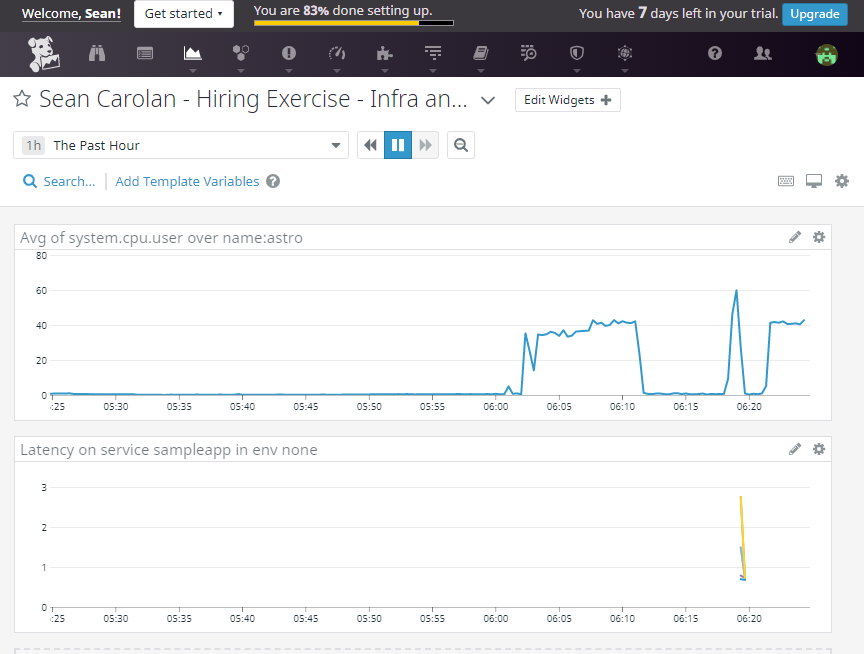 Welcome, Sean!
Get started
You are 83% done setting up.
You have 7 days left in your trial.
Upgrade
Sean Carolan - Hiring Exercise - Infra an...
Edit Widgets
1h The Past Hour
Search...
Add Template Variables
Avg of system.cpu.user over name:astro
80
60
40
20
0
:25 05:30 05:35 05:40 05:45 05:50 05:55 06:00 06:05 06:10 06:15 06:20
Latency on service sampleapp in env none
3
2
1
0
:25 05:30 05:35 05:40 05:45 05:50 05:55 06:00 06:05 06:10 06:15 06:20